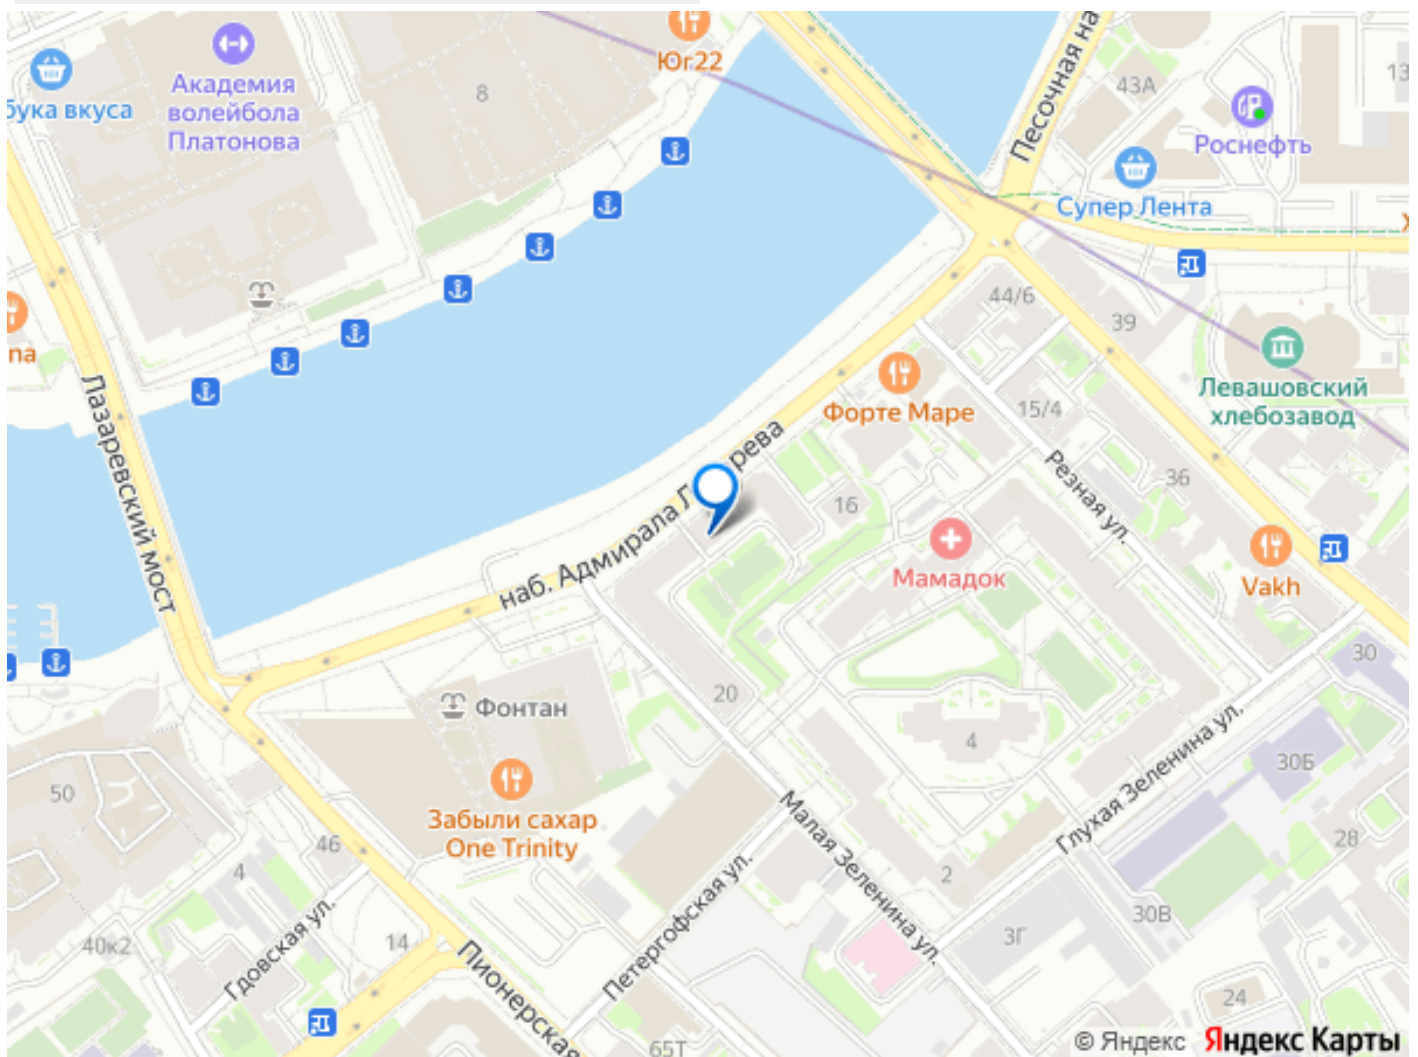 Юг22
8
Академия
волейбола
Платонова
бука вкуса
Песочная на
43А
13
Роснефть
Супер Лента
44/6
39
па
Левашовский
хлебозавод
Форте Маре
15/4
Лазаревский мост
Резная ул.
36
16
наб. Адмирала Л
рева
Мамадок
Vakh
30
20
Фонтан
4
30Б
50
Забыли сахар
One Trinity
Малая Зеленина ул.
Глухая Зеленина ул.
28
46
4
2
30В
Петергофская ул.
Гдовская ул.
40к2
14
3Г
Пионерская
24
65Т
© Яндекс Яндекс Карты